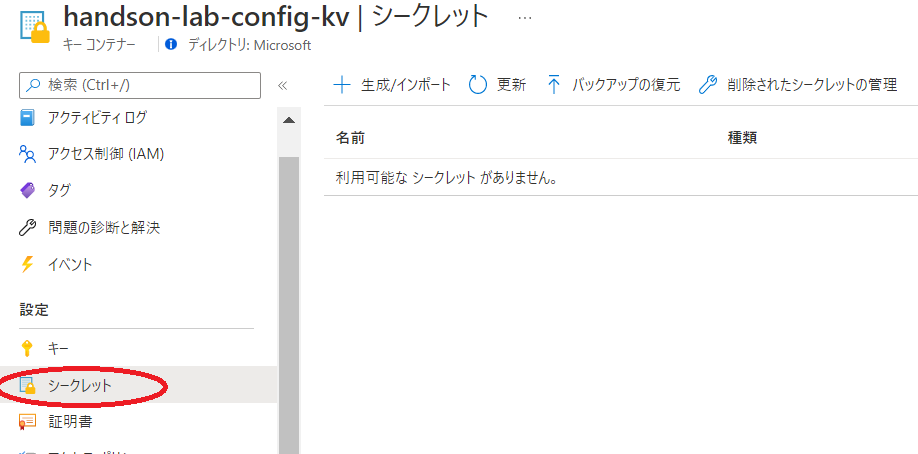 handson-lab-config-kv | シークレット ...
キー コンテナー ディレクトリ: Microsoft
検索 (Ctrl+/) «
アクティビティ ログ
アクセス制御 (IAM)
タグ
問題の診断と解決
イベント
設定
キー
シークレット
証明書
生成/インポート 更新 バックアップの復元 削除されたシークレットの管理
名前 種類
利用可能な シークレット がありません。